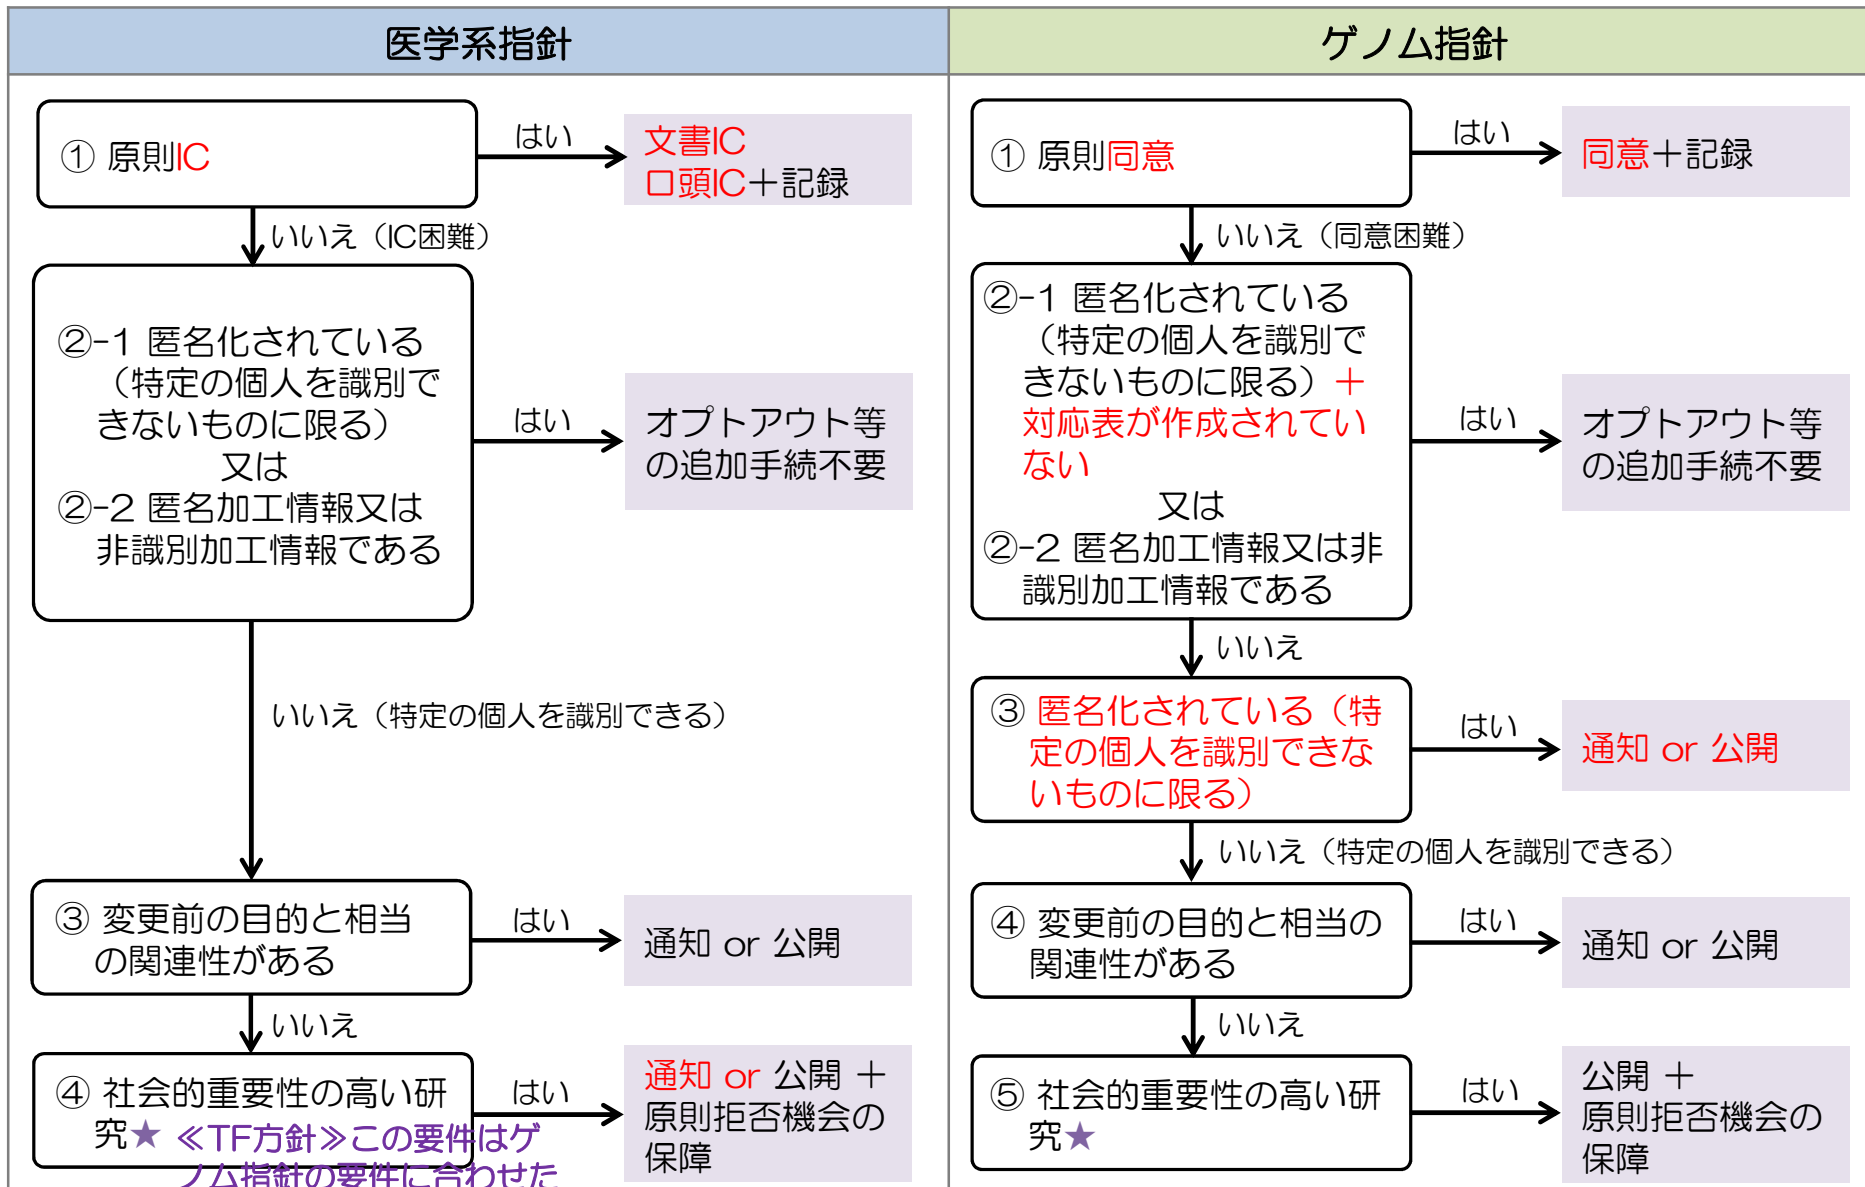 医学系指針
① 原則IC
はい
文書IC
口頭IC＋記録
いいえ（IC困難）
②-1 匿名化されている
（特定の個人を識別で
きないものに限る）
又は
②-2 匿名加工情報又は
非識別加工情報である
はい
オプトアウト等
の追加手続不要
いいえ（特定の個人を識別できる）
③ 変更前の目的と相当
の関連性がある
はい
通知 or 公開
いいえ
④ 社会的重要性の高い研
究★
≪TF方針≫この要件はゲ
ノム指針の要件に合わせた
はい
通知 or 公開 ＋
原則拒否機会の
保障
ゲノム指針
① 原則同意
はい
同意＋記録
いいえ（同意困難）
②-1 匿名化されている
（特定の個人を識別で
きないものに限る）＋
対応表が作成されてい
ない
又は
②-2 匿名加工情報又は非
識別加工情報である
はい
オプトアウト等
の追加手続不要
いいえ
③ 匿名化されている（特
定の個人を識別できな
いものに限る）
はい
通知 or 公開
いいえ（特定の個人を識別できる）
④ 変更前の目的と相当の
関連性がある
はい
通知 or 公開
いいえ
⑤ 社会的重要性の高い研
究★
はい
公開 ＋
原則拒否機会の
保障